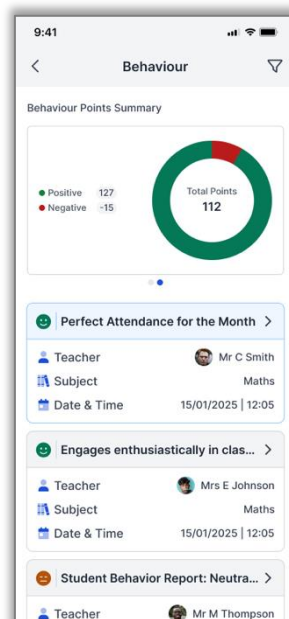 9:41
Behaviour
Behaviour Points Summary
Positive 127
Negative -15
Total Points
112
Perfect Attendance for the Month
Teacher Mr C Smith
Subject Maths
Date & Time 15/01/2025 | 12:05
Engages enthusiastically in clas...
Teacher Mrs E Johnson
Subject Maths
Date & Time 15/01/2025 | 12:05
Student Behavior Report: Neutra...
Teacher Mr M Thompson